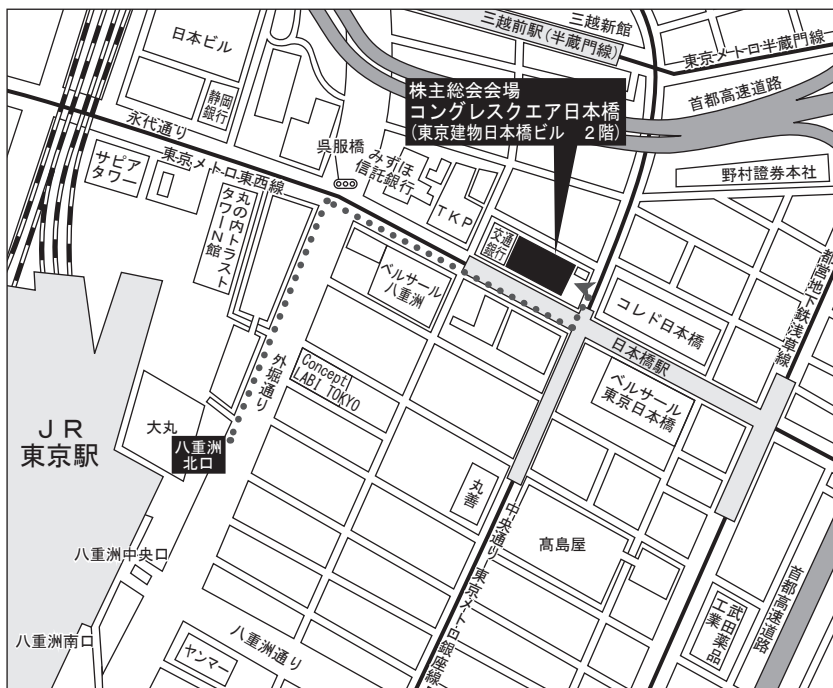 三越前駅(半蔵門線)
三越新館
東京メトロ半蔵門線
日本ビル
静岡
銀行
首都高速道路
株主総会会場
コングレスクエア日本橋
(東京建物日本橋ビル 2階)
永代通り
呉服橋
みずほ
信託銀行
サピア
タワー
東京メトロ東西線
野村證券本社
TKP
丸の内トラスト
タワーN館
交通
銀行
都営地下鉄浅草線
ベルサール
八重洲
コレド日本橋
日本橋駅
外堀通り
Concept
LABI TOKYO
ベルサール
東京日本橋
JR
東京駅
大丸
八重洲
北口
丸善
中央通り
東京メトロ銀座線
髙島屋
八重洲中央口
首都高速道路
武田薬品
工業
八重洲南口
八重洲通り
ヤンマー